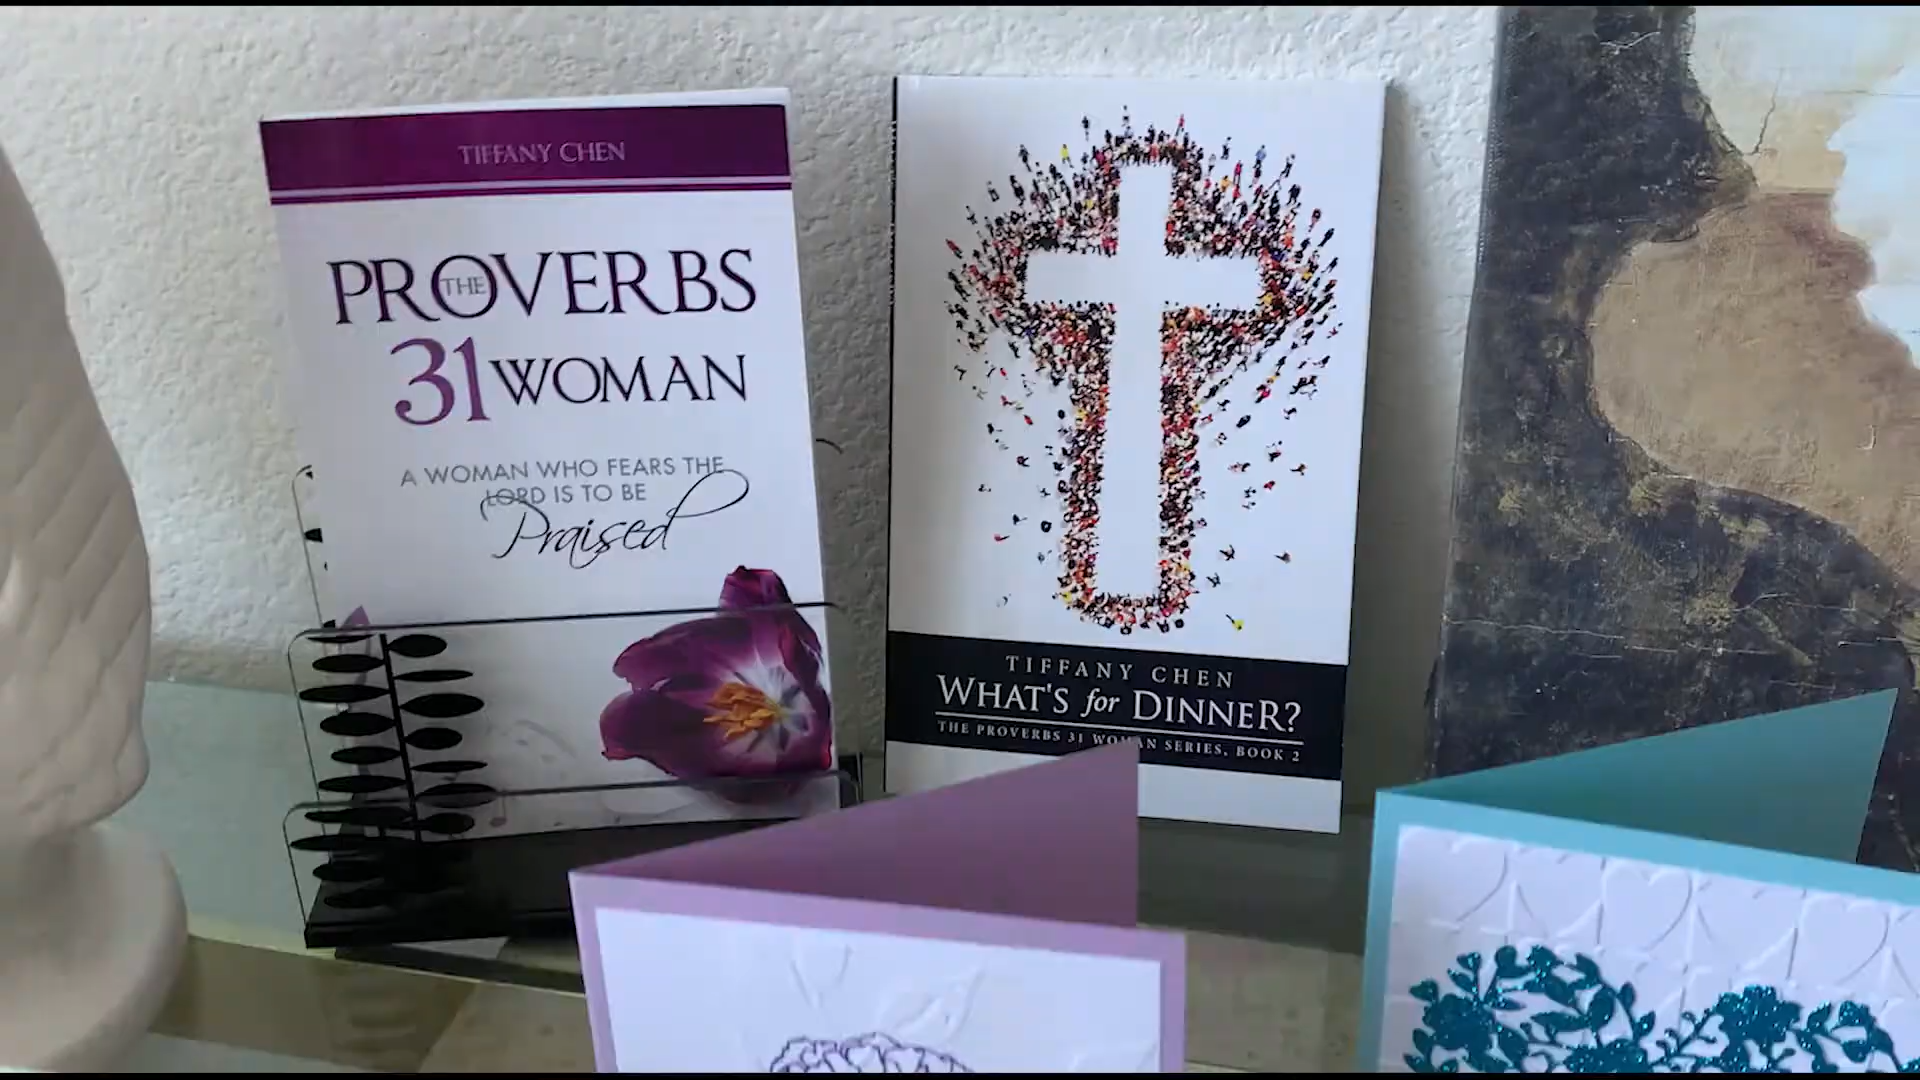 TIFFANY CHEN
THE
PROVERBS
31 WOMAN
A WOMAN WHO FEARS THE
LORD IS TO BE
Praised
TIFFANY CHEN
WHAT'S for DINNER?
THE PROVERBS 31 WOMAN SERIES, BOOK 2